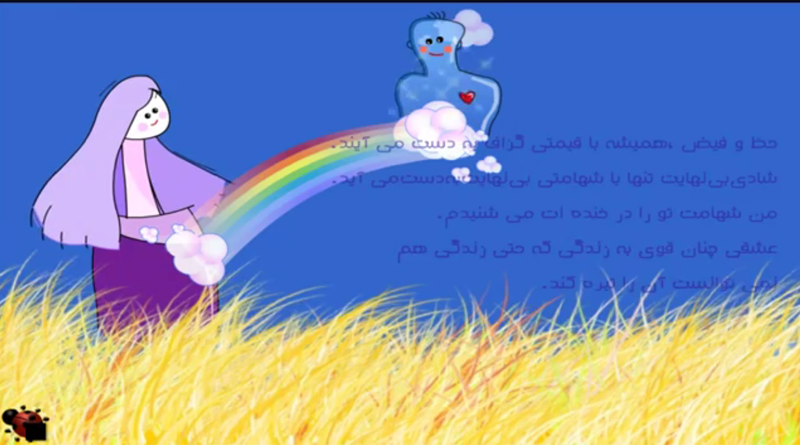 حظ و فیض ،همیشه با قیمتی گزاف به دست می آیند.
شادی‌بی‌نهایت تنها با شهامتی بی‌نهایت‌به‌دست‌می آید.
من شهامت تو را در خنده ات می شنیدم.
عشقی چنان قوی به زندگی که حتی زندگی هم
نمی توانست آن را تیره کند.